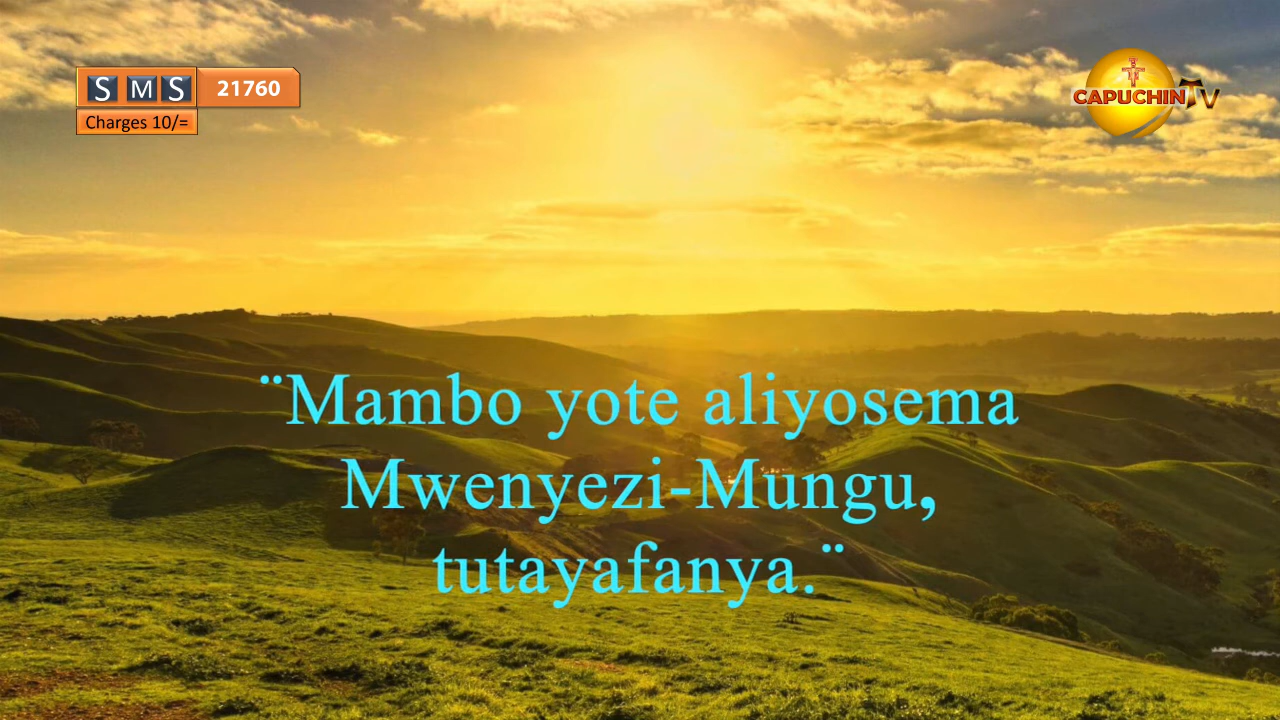 SMS 21760
Charges 10/=
CAPUCHIN TV
¨Mambo yote aliyosema
Mwenyezi-Mungu,
tutayafanya.¨